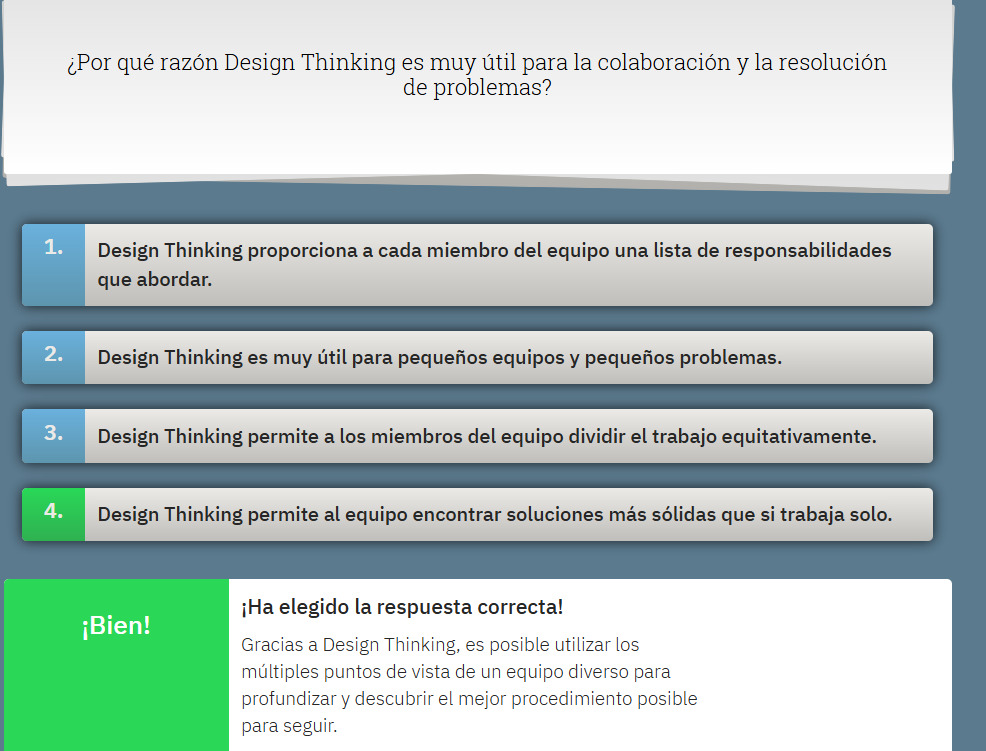 ¿Por qué razón Design Thinking es muy útil para la colaboración y la resolución
de problemas?
1.
Design Thinking proporciona a cada miembro del equipo una lista de responsabilidades
que abordar.
2.
Design Thinking es muy útil para pequeños equipos y pequeños problemas.
3.
Design Thinking permite a los miembros del equipo dividir el trabajo equitativamente.
4.
Design Thinking permite al equipo encontrar soluciones más sólidas que si trabaja solo.
¡Bien!
¡Ha elegido la respuesta correcta!
Gracias a Design Thinking, es posible utilizar los
múltiples puntos de vista de un equipo diverso para
profundizar y descubrir el mejor procedimiento posible
para seguir.